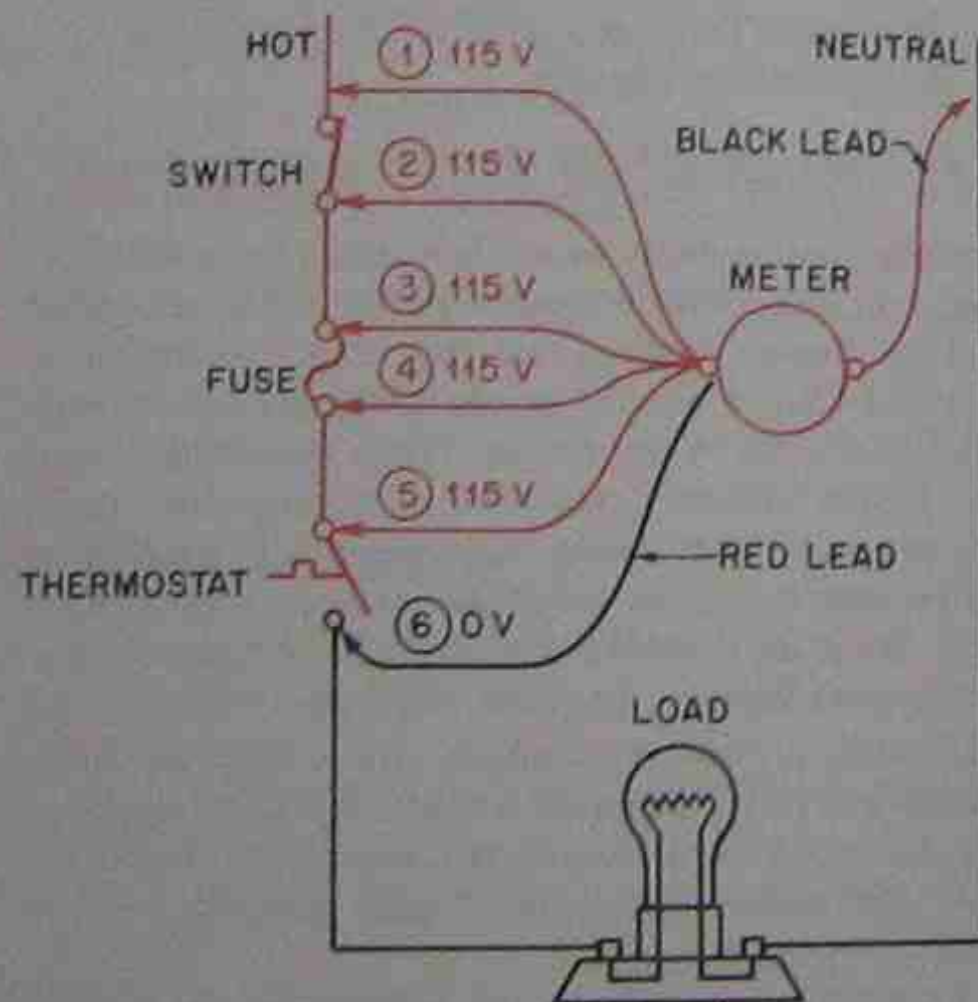 HOT
① 115 V
NEUTRAL
BLACK LEAD
SWITCH
② 115 V
METER
③ 115 V
FUSE
④ 115 V
⑤ 115 V
RED LEAD
THERMOSTAT
⑥ 0 V
LOAD